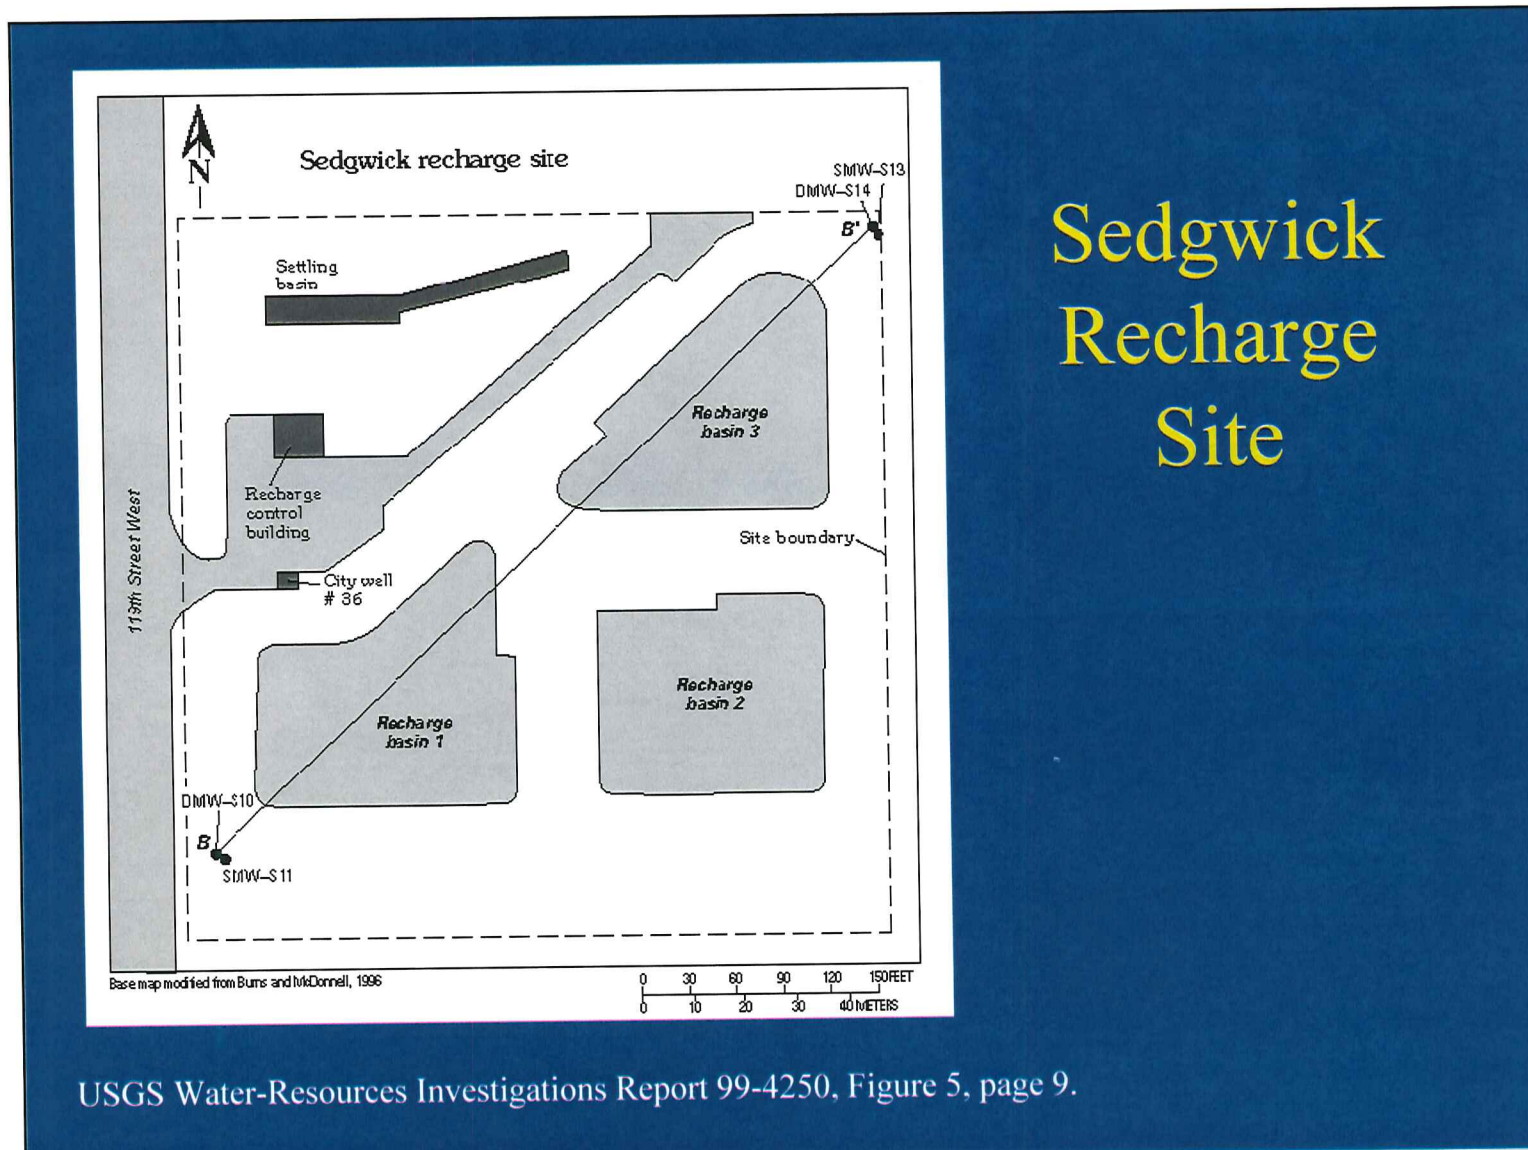 N
Sedgwick recharge site
SMW–S13
DMW–S14
B'
Settling
basin
Recharge
basin 3
Recharge
control
building
Site boundary
119th Street West
City well
# 36
Recharge
basin 2
Recharge
basin 1
DMW–S10
B
SMW–S11
Base map modified from Burns and McDonnell, 1996
0 30 60 90 120 150 FEET
0 10 20 30 40 METERS
Sedgwick
Recharge
Site
USGS Water-Resources Investigations Report 99-4250, Figure 5, page 9.